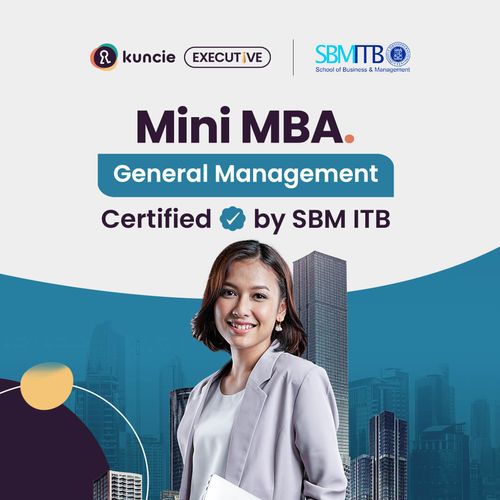 kuncie EXECUTIVE
SBMITB
School of Business & Management
Mini MBA.
General Management
Certified by SBM ITB